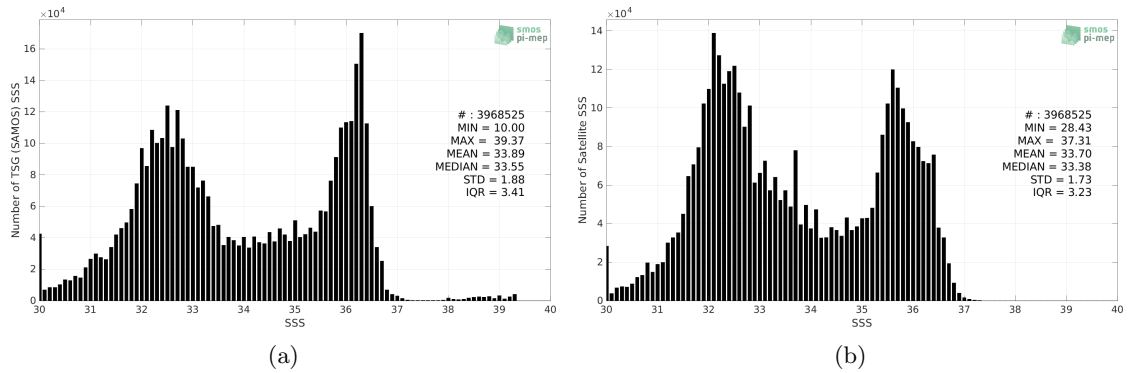 ×10⁴
Number of TSG (SAMOS) SSS
16
14
12
10
8
6
4
2
0
30 31 32 33 34 35 36 37 38 39 40
SSS
smos
pi-mep
# : 3968525
MIN = 10.00
MAX = 39.37
MEAN = 33.89
MEDIAN = 33.55
STD = 1.88
IQR = 3.41
(a)
×10⁴
Number of Satellite SSS
14
12
10
8
6
4
2
0
30 31 32 33 34 35 36 37 38 39 40
SSS
smos
pi-mep
# : 3968525
MIN = 28.43
MAX = 37.31
MEAN = 33.70
MEDIAN = 33.38
STD = 1.73
IQR = 3.23
(b)